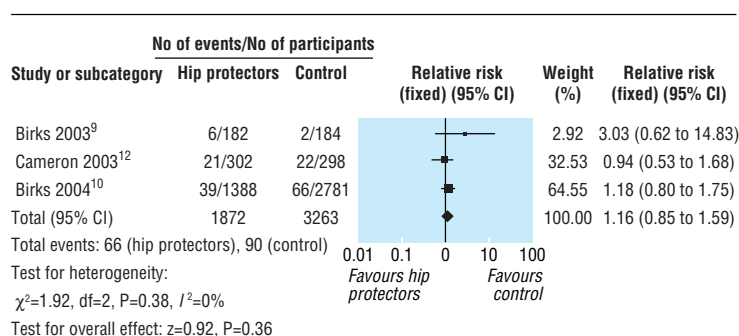 No of events/No of participants
Study or subcategory Hip protectors Control Relative risk (fixed) (95% CI) Weight (%) Relative risk (fixed) (95% CI)
Birks 2003⁹ 6/182 2/184 2.92 3.03 (0.62 to 14.83)
Cameron 2003¹² 21/302 22/298 32.53 0.94 (0.53 to 1.68)
Birks 2004¹⁰ 39/1388 66/2781 64.55 1.18 (0.80 to 1.75)
Total (95% CI) 1872 3263 100.00 1.16 (0.85 to 1.59)
Total events: 66 (hip protectors), 90 (control)
0.01 0.1 0 10 100
Favours hip protectors Favours control
Test for heterogeneity:
χ²=1.92, df=2, P=0.38, I²=0%
Test for overall effect: z=0.92, P=0.36